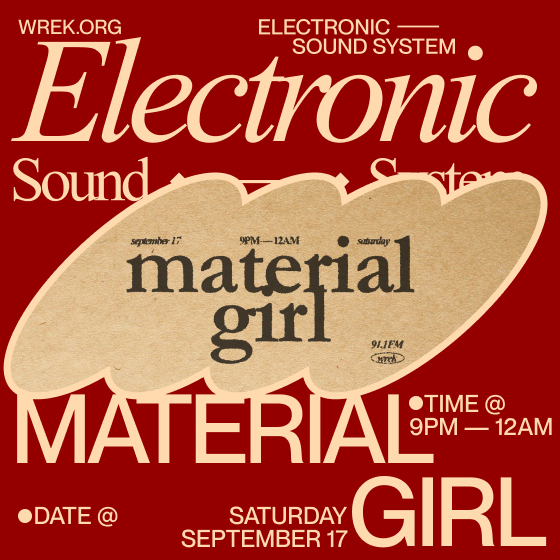 WREK.ORG
ELECTRONIC ——
SOUND SYSTEM
Electronic
Sound System
september 17 9PM—12AM saturday
material
girl
91.1FM
wrek
MATERIAL
●TIME @
9PM — 12AM
GIRL
●DATE @
SATURDAY
SEPTEMBER 17